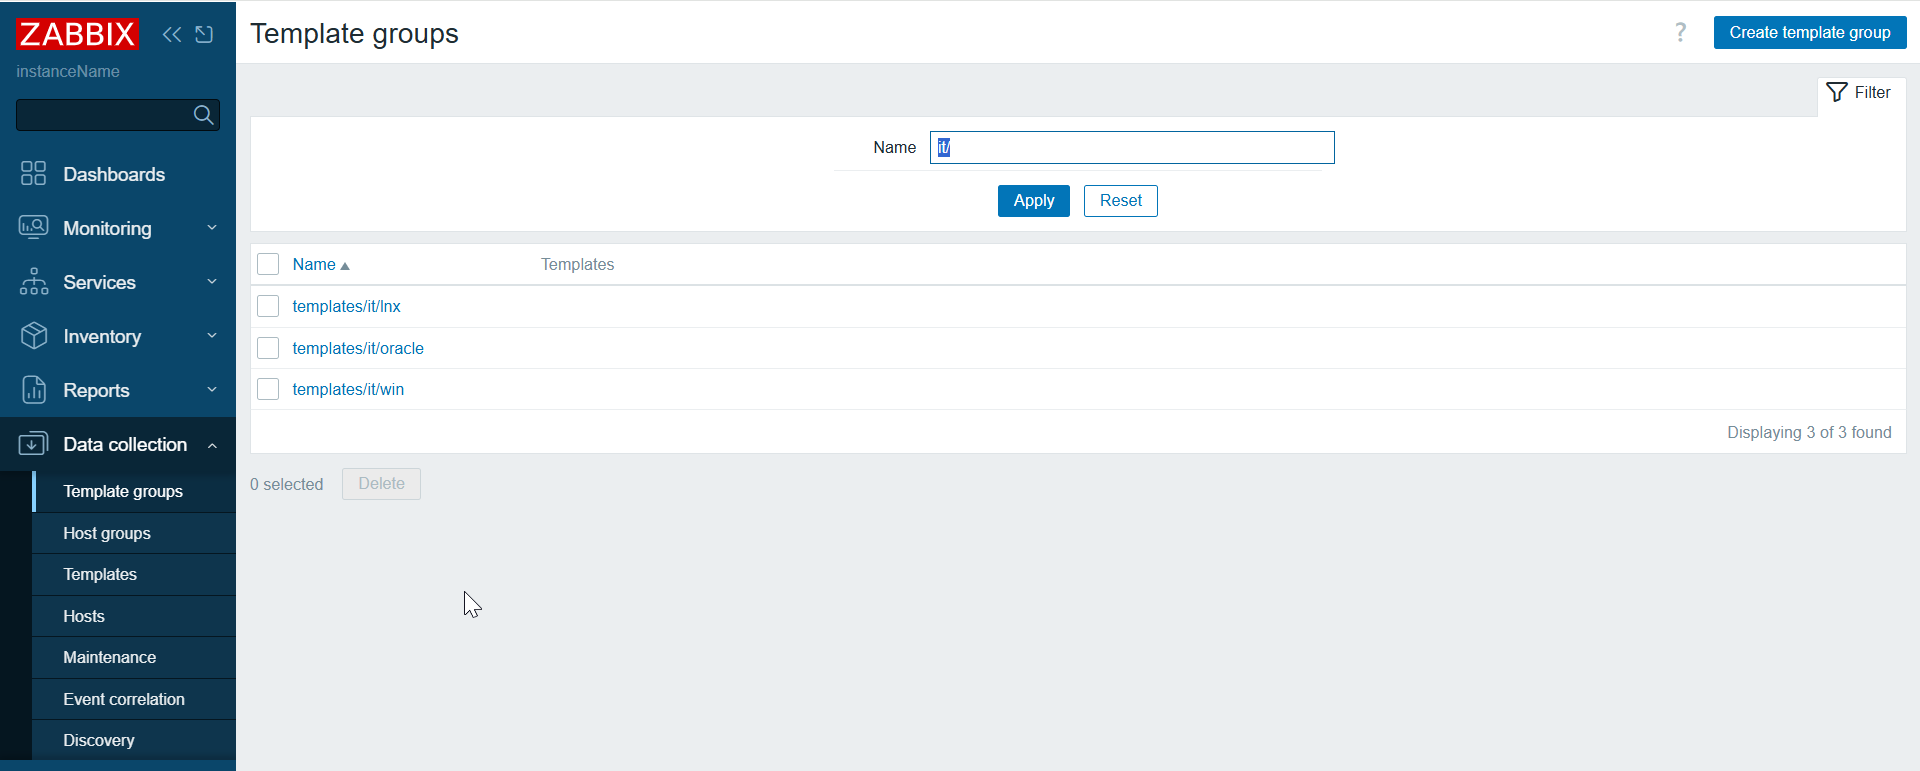 ZABBIX
instanceName
Dashboards
Monitoring
Services
Inventory
Reports
Data collection
Template groups
Host groups
Templates
Hosts
Maintenance
Event correlation
Discovery
Template groups
?
Create template group
Filter
Name it/
Apply Reset
Name Templates
templates/it/lnx
templates/it/oracle
templates/it/win
Displaying 3 of 3 found
0 selected Delete